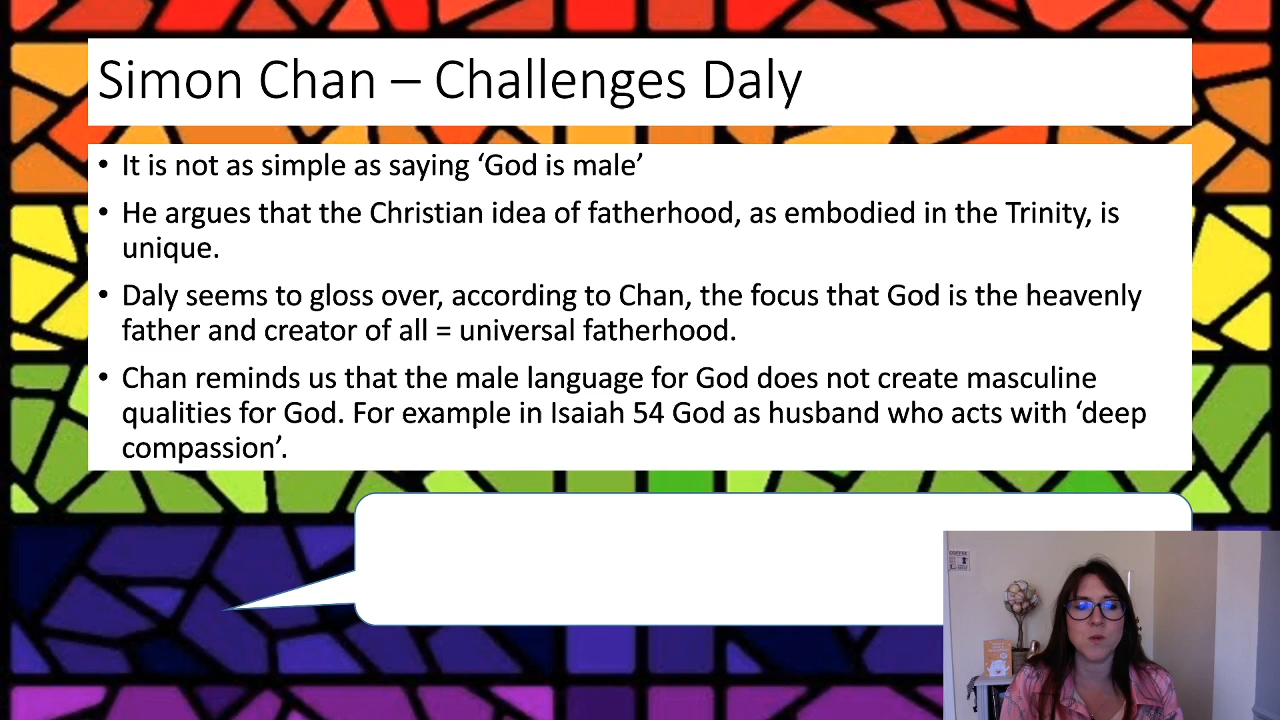 Simon Chan – Challenges Daly
• It is not as simple as saying ‘God is male’
• He argues that the Christian idea of fatherhood, as embodied in the Trinity, is
unique.
• Daly seems to gloss over, according to Chan, the focus that God is the heavenly
father and creator of all = universal fatherhood.
• Chan reminds us that the male language for God does not create masculine
qualities for God. For example in Isaiah 54 God as husband who acts with ‘deep
compassion’.